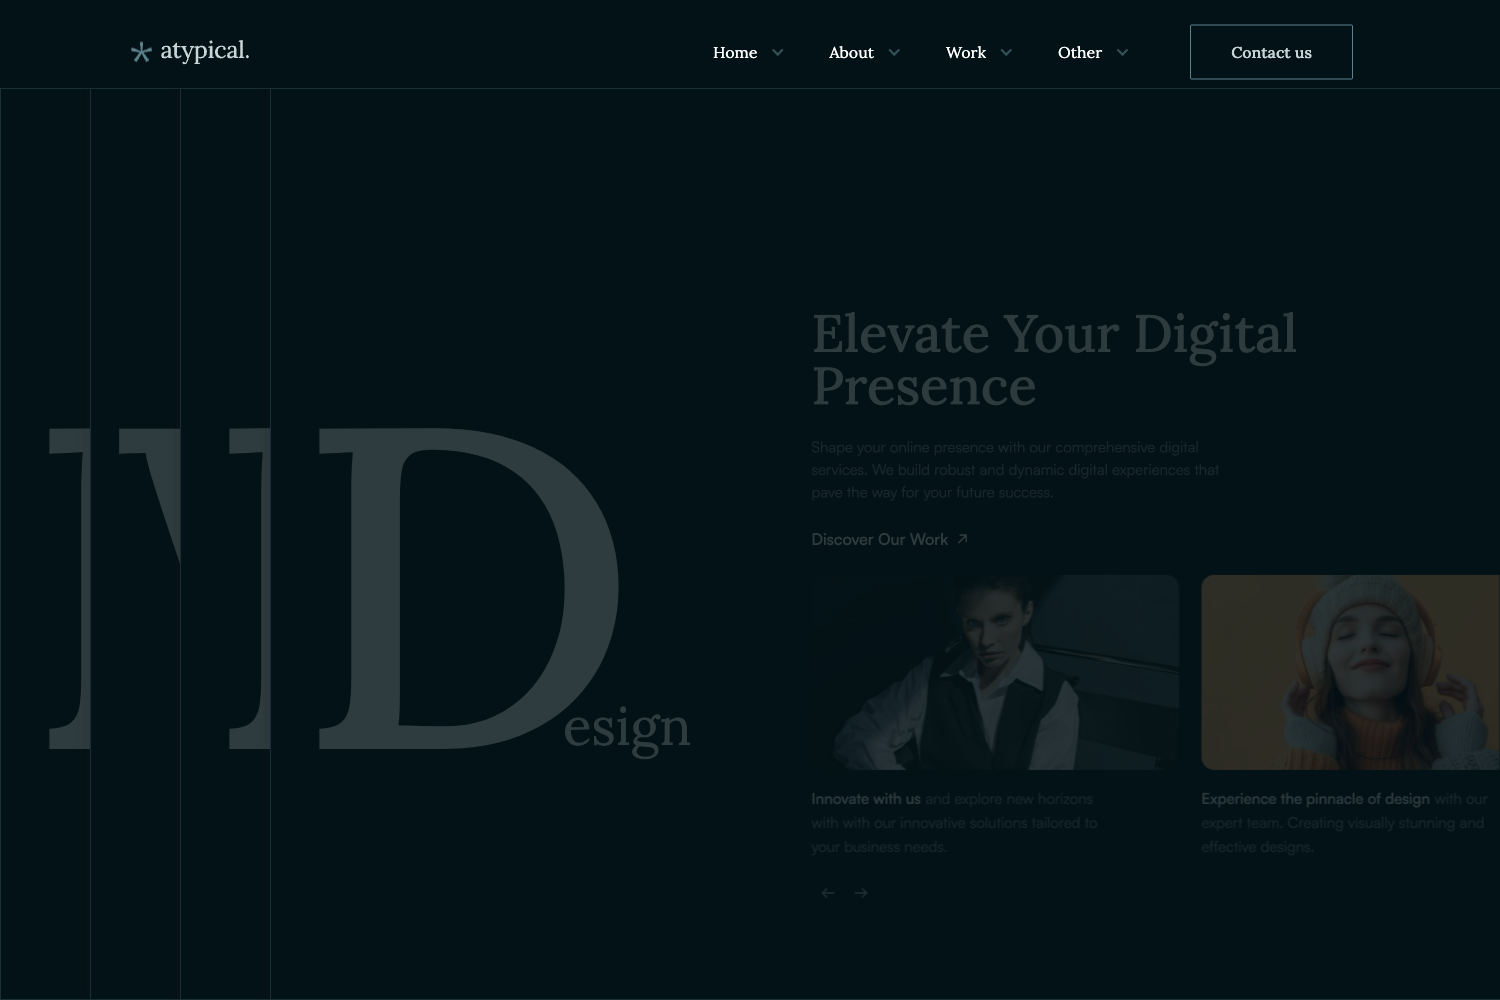 atypical.
Home
About
Work
Other
Contact us
Design
Elevate Your Digital
Presence
Shape your online presence with our comprehensive digital
services. We build robust and dynamic digital experiences that
pave the way for your future success.
Discover Our Work
Innovate with us and explore new horizons
with with our innovative solutions tailored to
your business needs.
Experience the pinnacle of design with our
expert team. Creating visually stunning and
effective designs.